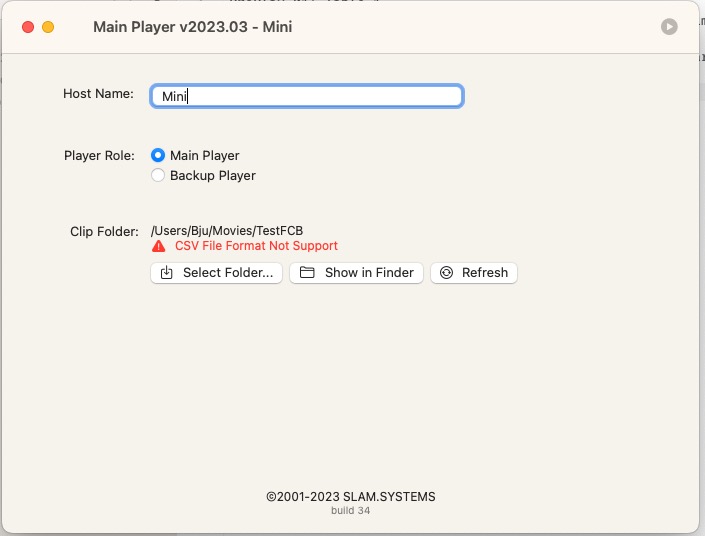 Main Player v2023.03 - Mini
Host Name: Mini
Player Role: Main Player
Backup Player
Clip Folder: /Users/Bju/Movies/TestFCB
CSV File Format Not Support
Select Folder... Show in Finder Refresh
©2001-2023 SLAM.SYSTEMS
build 34